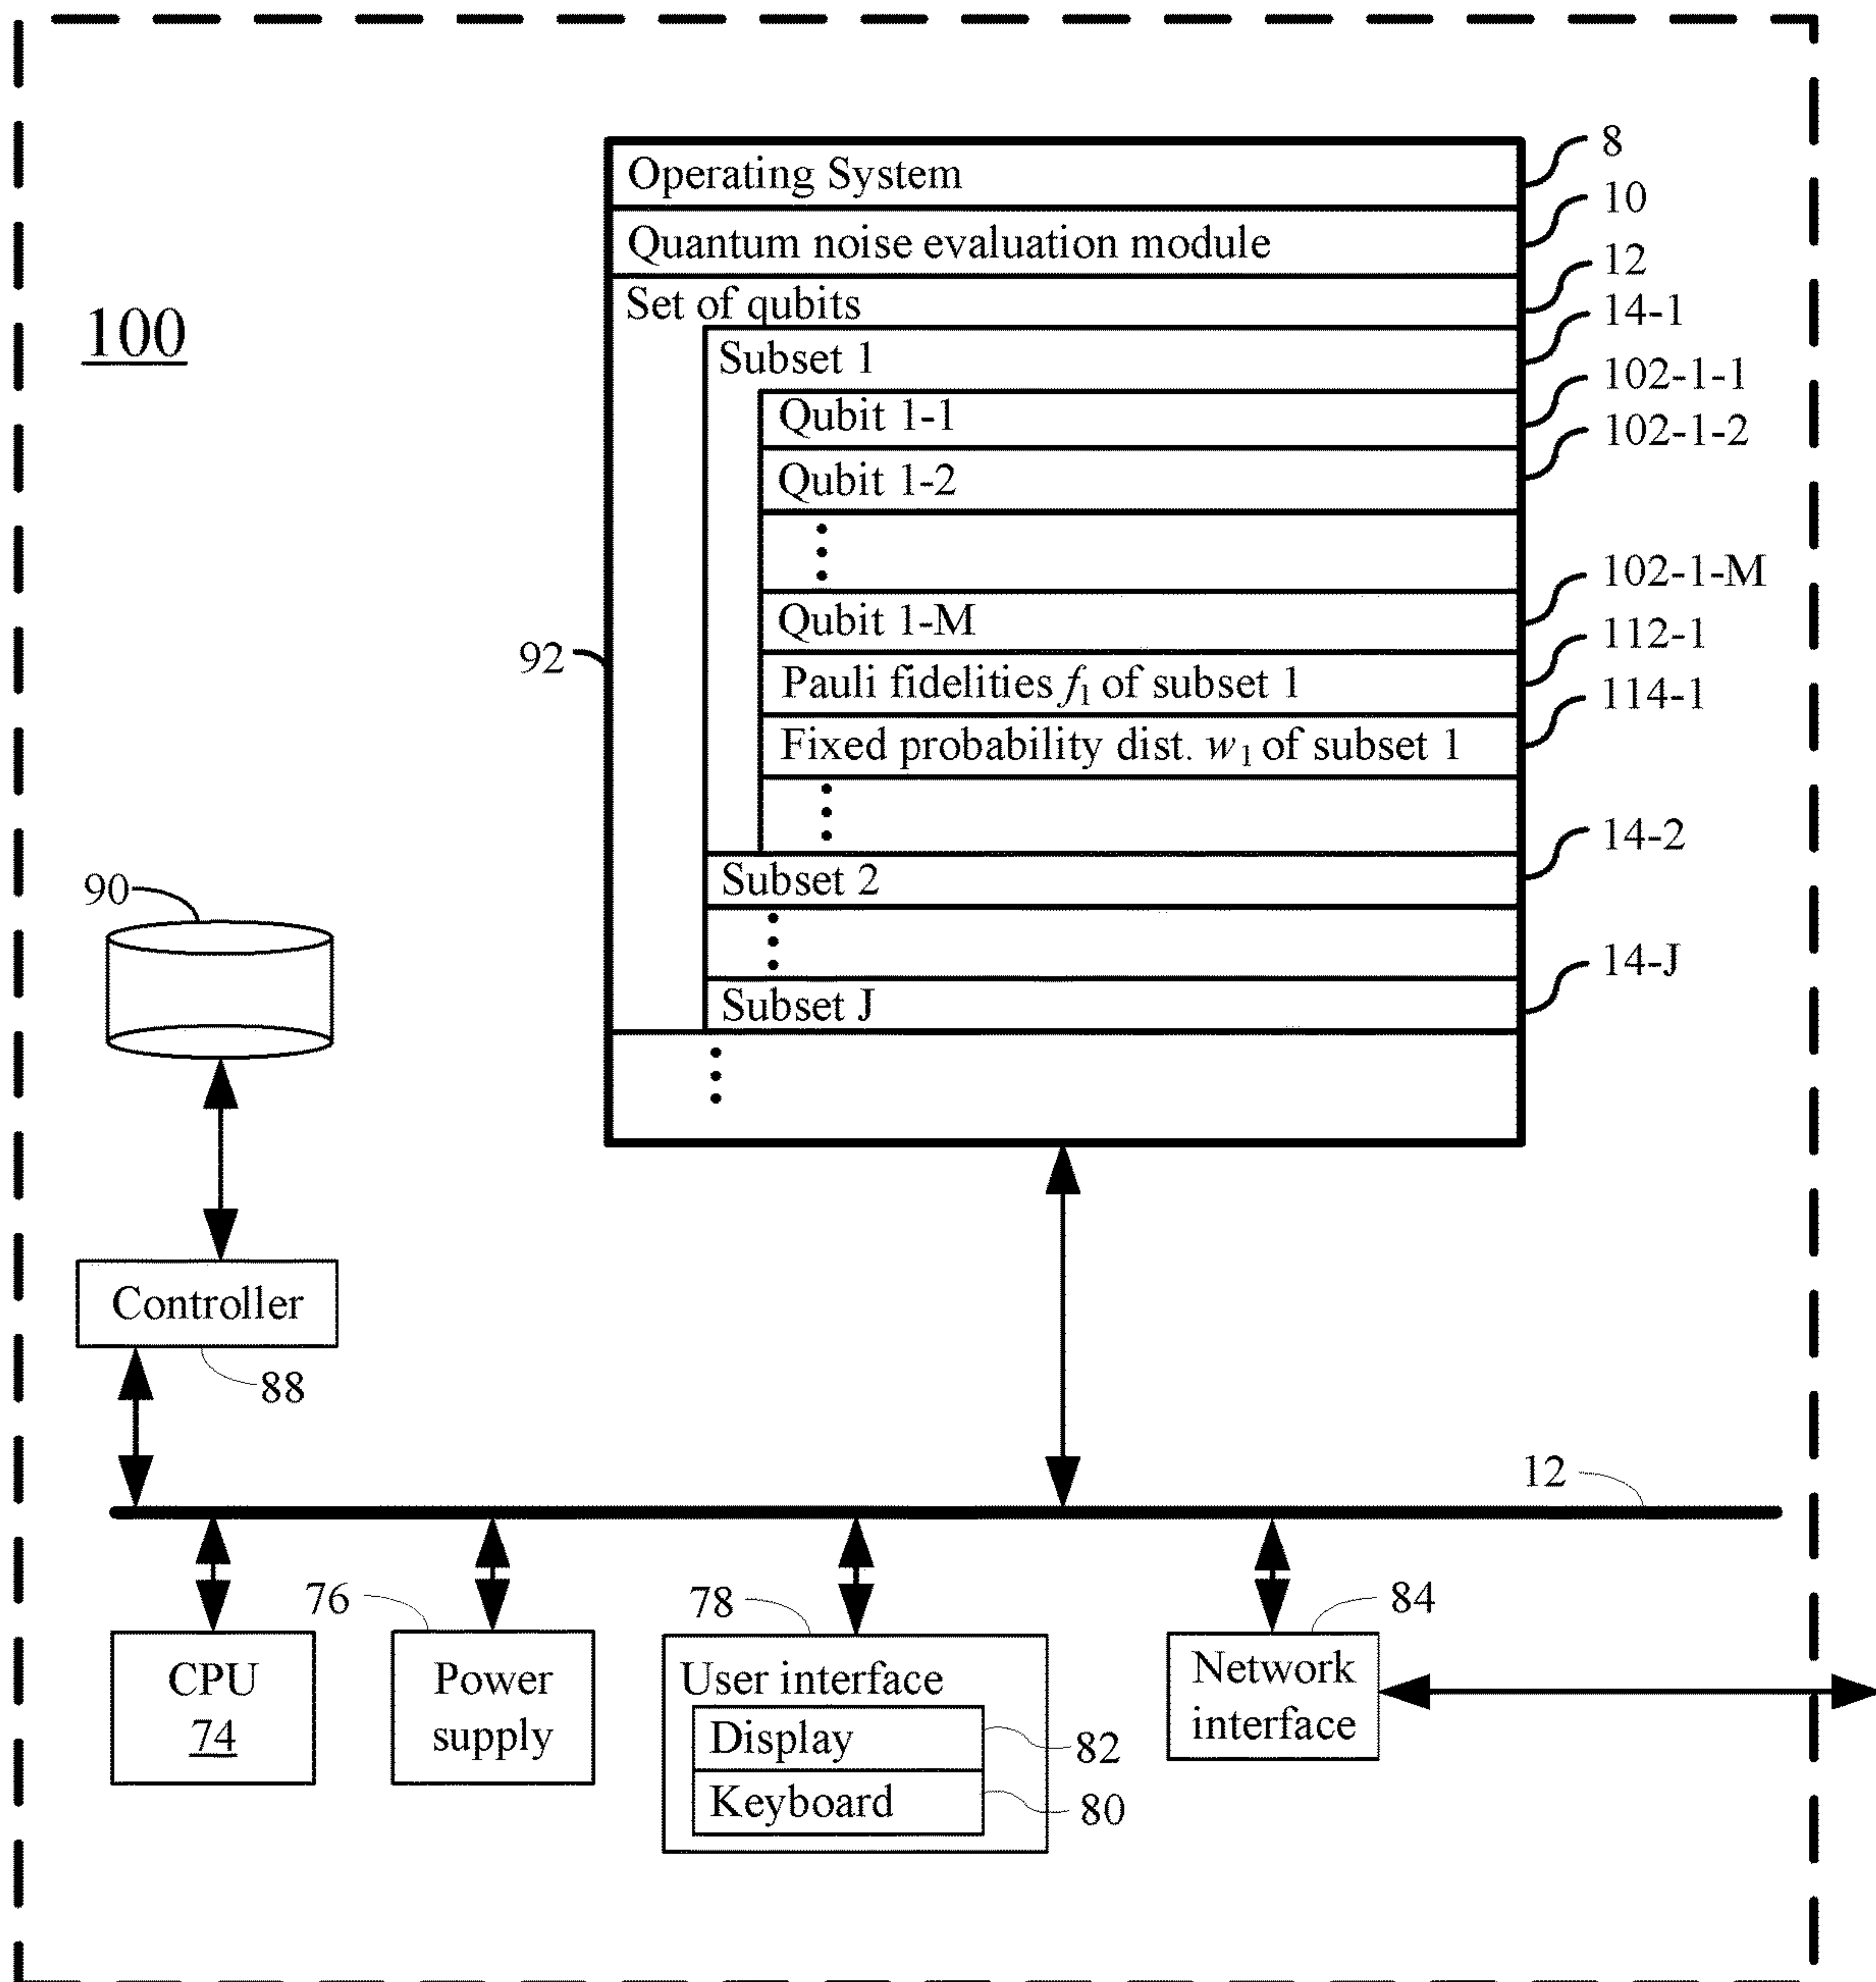 Operating System
8
Quantum noise evaluation module
10
Set of qubits
12
100
Subset 1
14-1
Qubit 1-1
102-1-1
Qubit 1-2
102-1-2
Qubit 1-M
102-1-M
92
Pauli fidelities f1 of subset 1
112-1
Fixed probability dist. w1 of subset 1
114-1
Subset 2
14-2
90
Subset J
14-J
Controller
88
12
76
78
84
CPU
74
Power
supply
User interface
Display
82
Keyboard
80
Network
interface